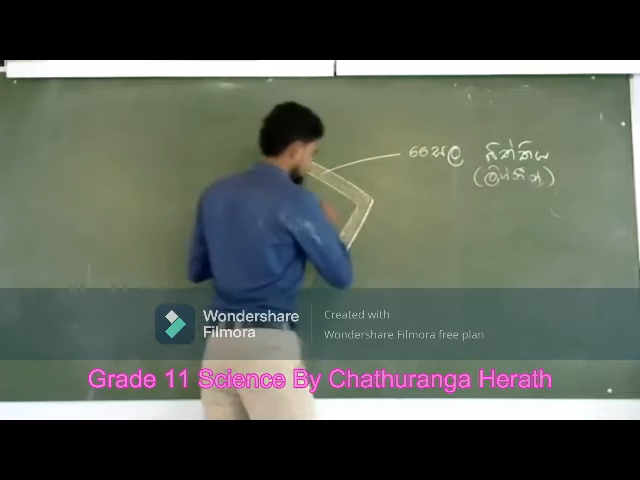 සෛල බිත්තිය
(ලිග්නීන්)
Wondershare
Filmora
Created with
Wondershare Filmora free plan
Grade 11 Science By Chathuranga Herath